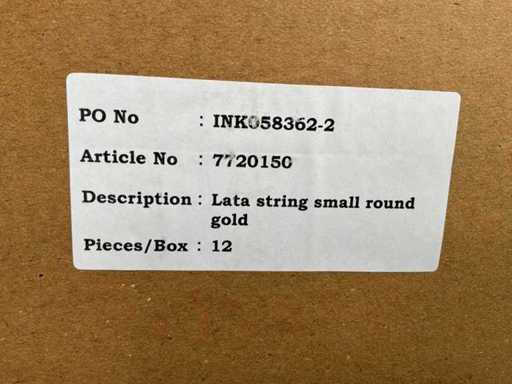 PO No : INK058362-2
Article No : 7720150
Description : Lata string small round
gold
Pieces/Box : 12